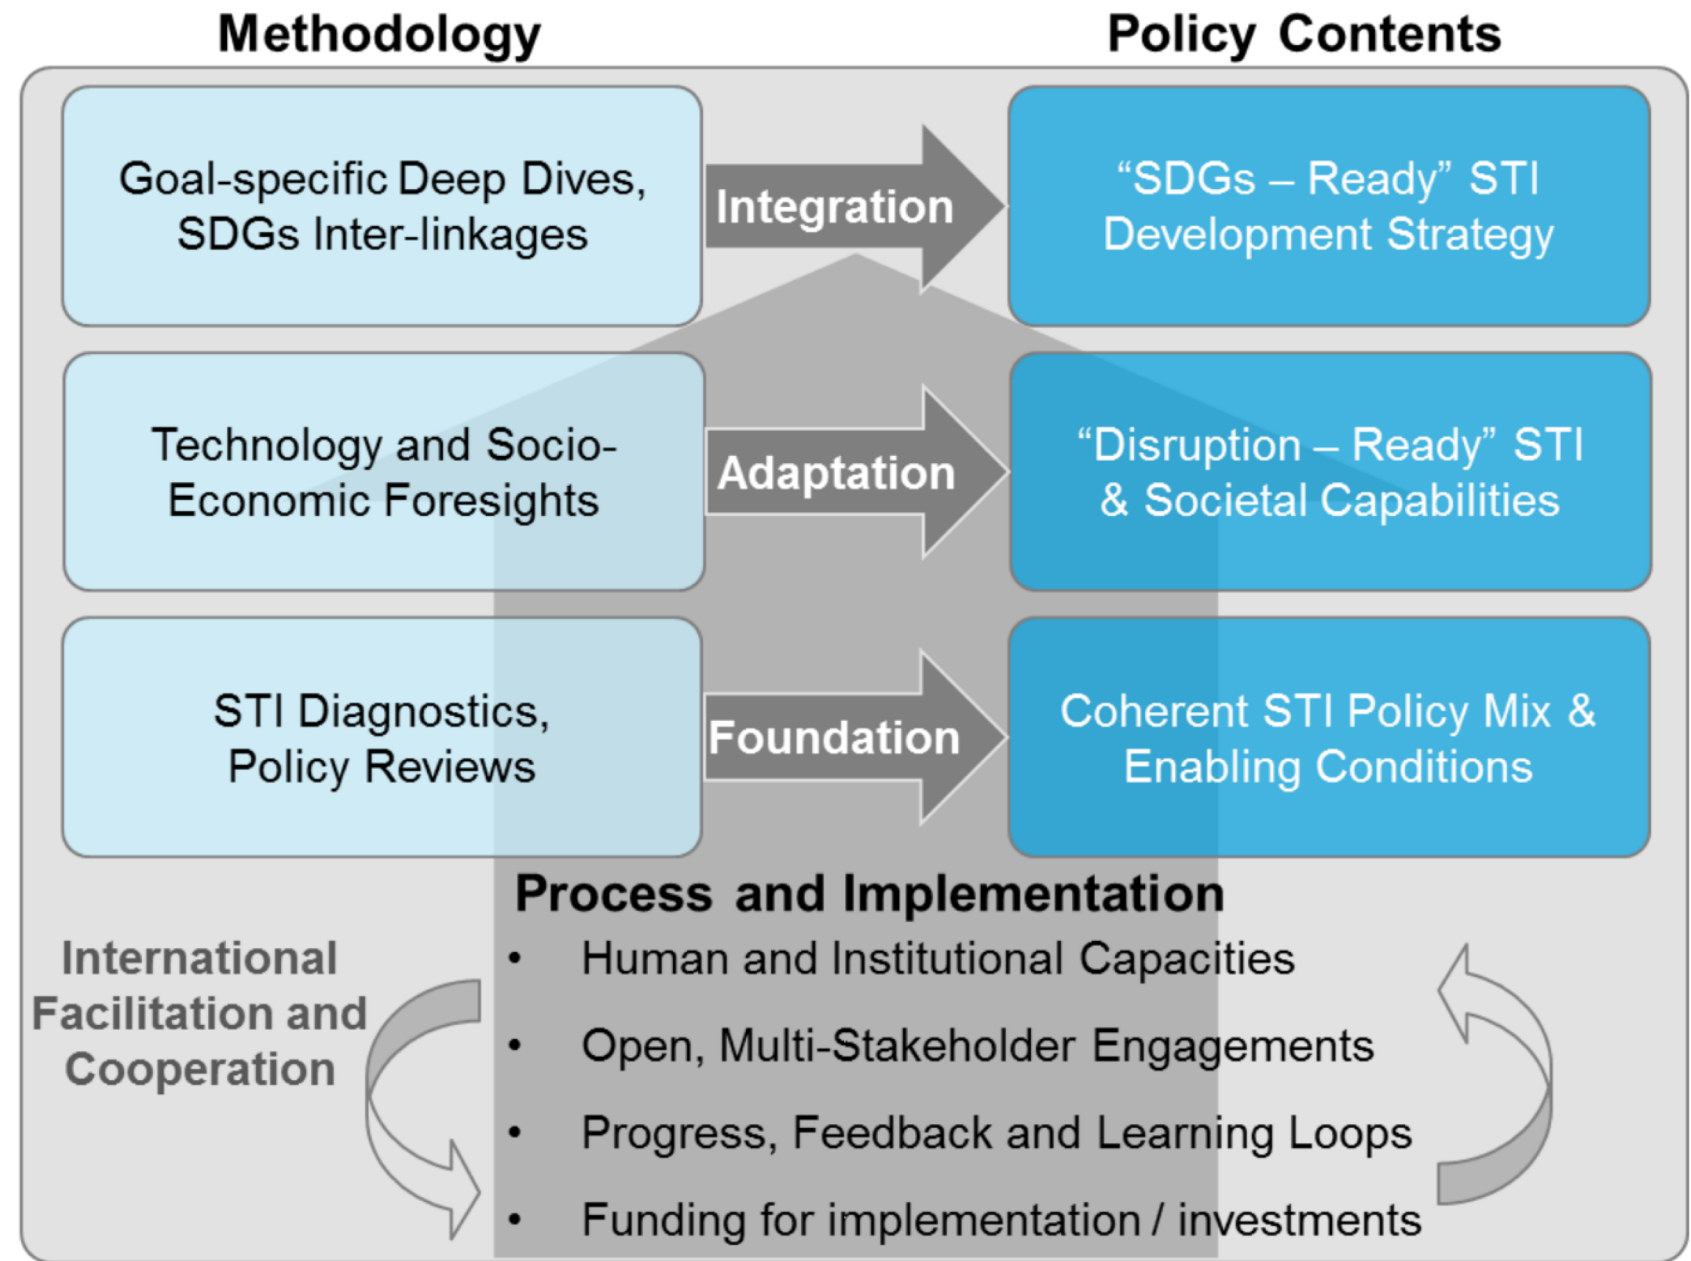 Methodology
Policy Contents
Goal-specific Deep Dives,
SDGs Inter-linkages
Integration
“SDGs – Ready” STI
Development Strategy
Technology and Socio-
Economic Foresights
Adaptation
“Disruption – Ready” STI
& Societal Capabilities
STI Diagnostics,
Policy Reviews
Foundation
Coherent STI Policy Mix &
Enabling Conditions
Process and Implementation
International
Facilitation and
Cooperation
• Human and Institutional Capacities
• Open, Multi-Stakeholder Engagements
• Progress, Feedback and Learning Loops
• Funding for implementation / investments